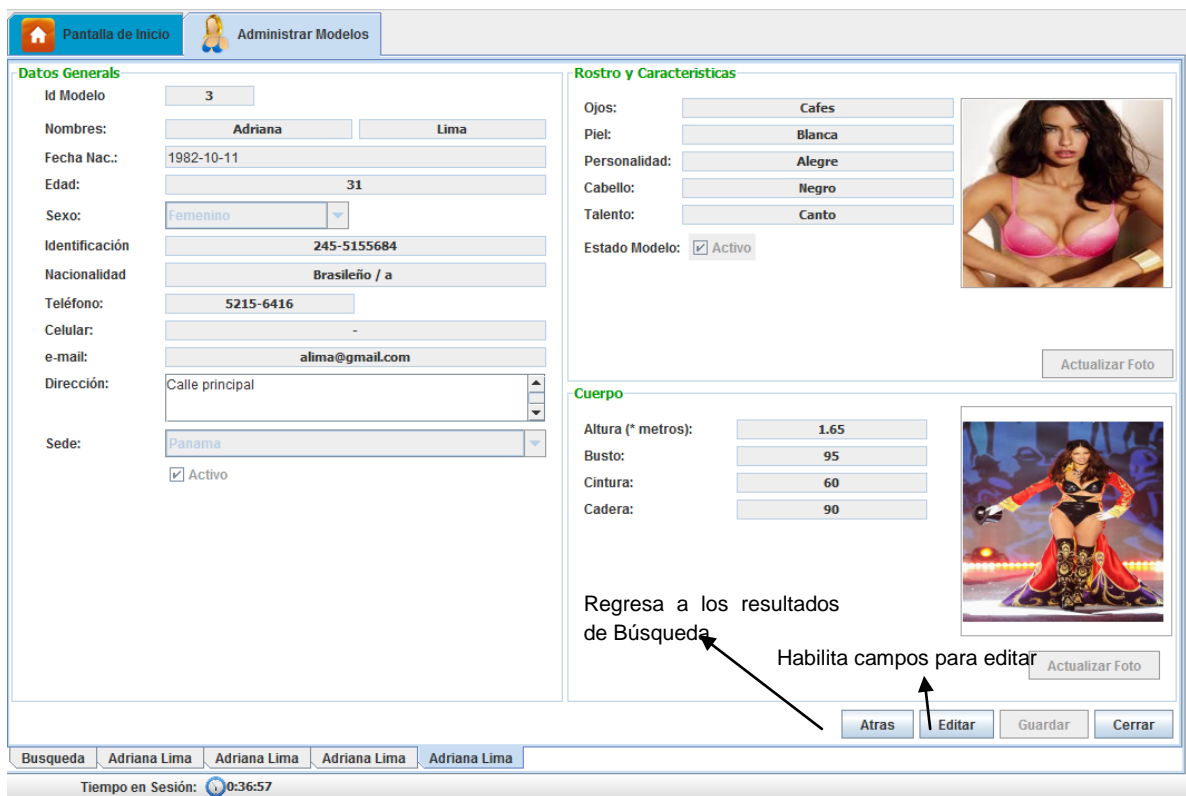 Pantalla de Inicio
Administrar Modelos
Datos Generals
Id Modelo 3
Nombres: Adriana Lima
Fecha Nac.: 1982-10-11
Edad: 31
Sexo: Femenino
Identificación 245-5155684
Nacionalidad Brasileño / a
Teléfono: 5215-6416
Celular: -
e-mail: alima@gmail.com
Dirección: Calle principal
Sede: Panama
Activo
Rostro y Caracteristicas
Ojos: Cafes
Piel: Blanca
Personalidad: Alegre
Cabello: Negro
Talento: Canto
Estado Modelo: Activo
Actualizar Foto
Cuerpo
Altura (* metros): 1.65
Busto: 95
Cintura: 60
Cadera: 90
Regresa a los resultados
de Búsqueda
Habilita campos para editar
Actualizar Foto
Atras Editar Guardar Cerrar
Busqueda Adriana Lima Adriana Lima Adriana Lima Adriana Lima
Tiempo en Sesión: 0:36:57